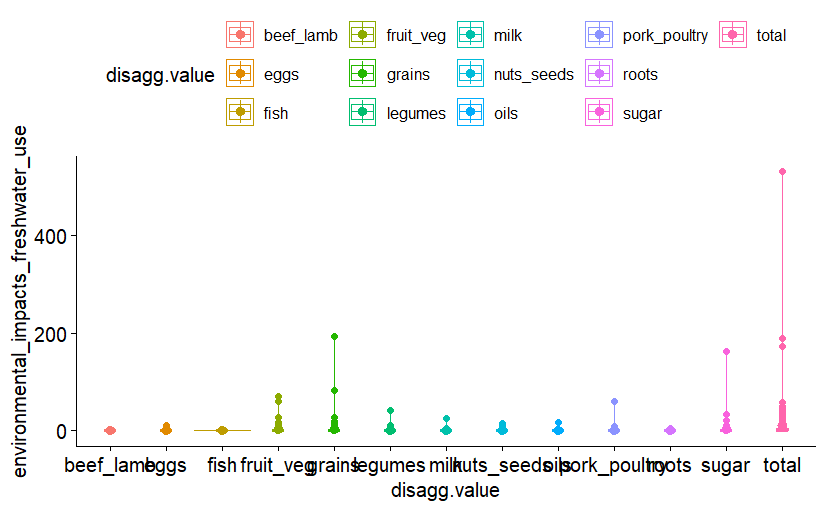 beef_lamb fruit_veg milk pork_poultry total
disagg.value eggs grains nuts_seeds roots
fish legumes oils sugar
environmental_impacts_freshwater_use
400
200
0
beef_lamb eggs fish fruit_veg grains legumes milk nuts_seeds oils pork_poultry roots sugar total
disagg.value